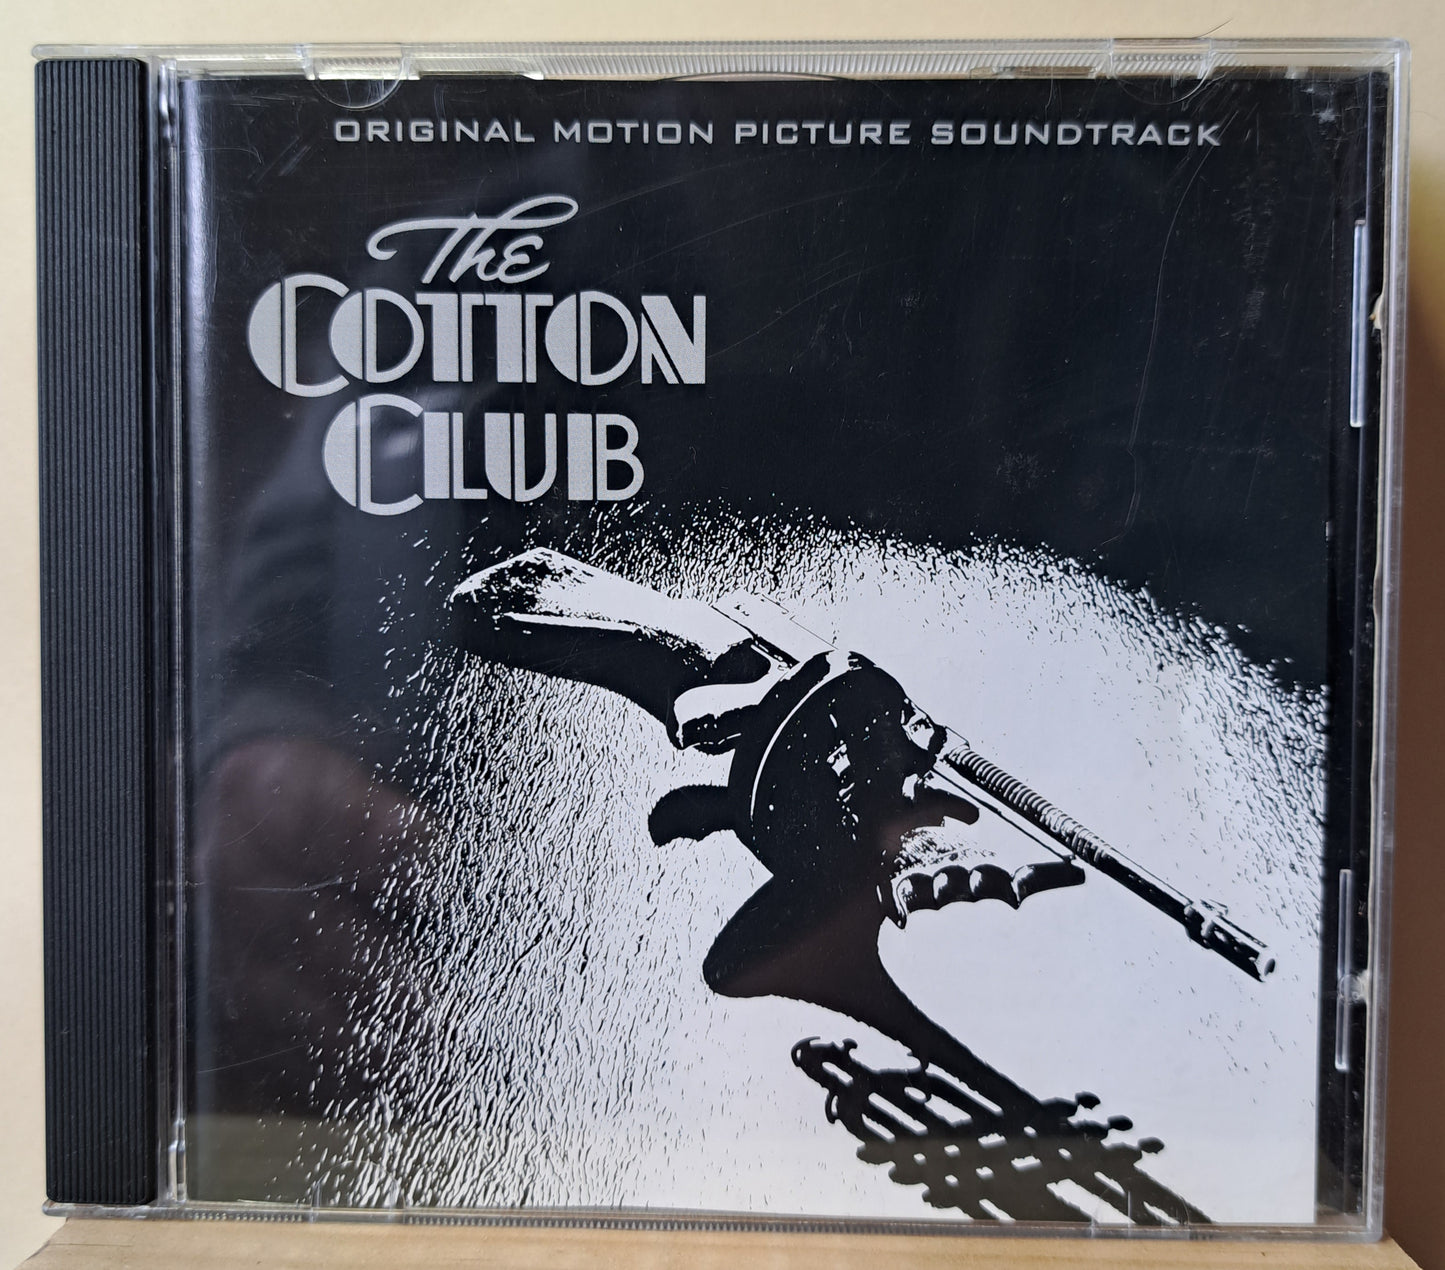 ORIGINAL MOTION PICTURE SOUNDTRACK
The
COTTON
CLUB